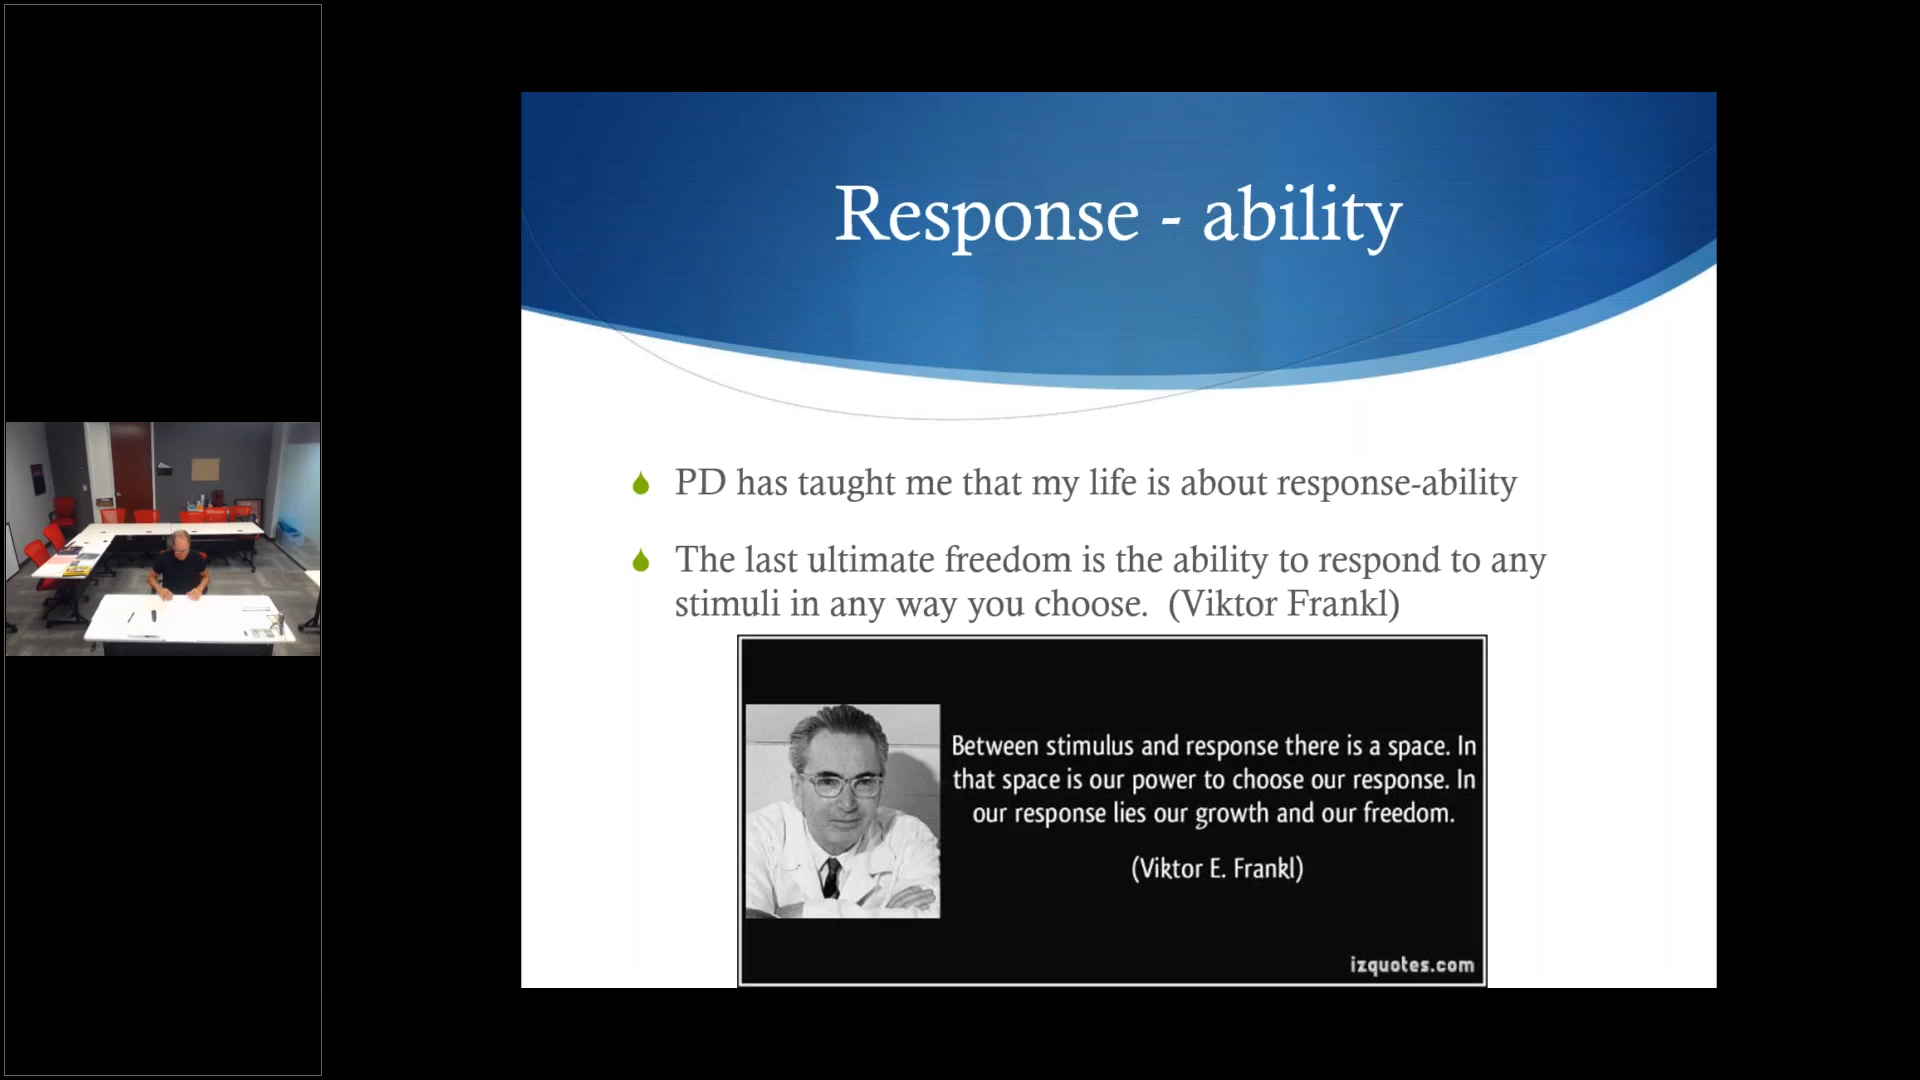 Response - ability
PD has taught me that my life is about response-ability
The last ultimate freedom is the ability to respond to any
stimuli in any way you choose.  (Viktor Frankl)
Between stimulus and response there is a space. In
that space is our power to choose our response. In
our response lies our growth and our freedom.
(Viktor E. Frankl)
izquotes.com